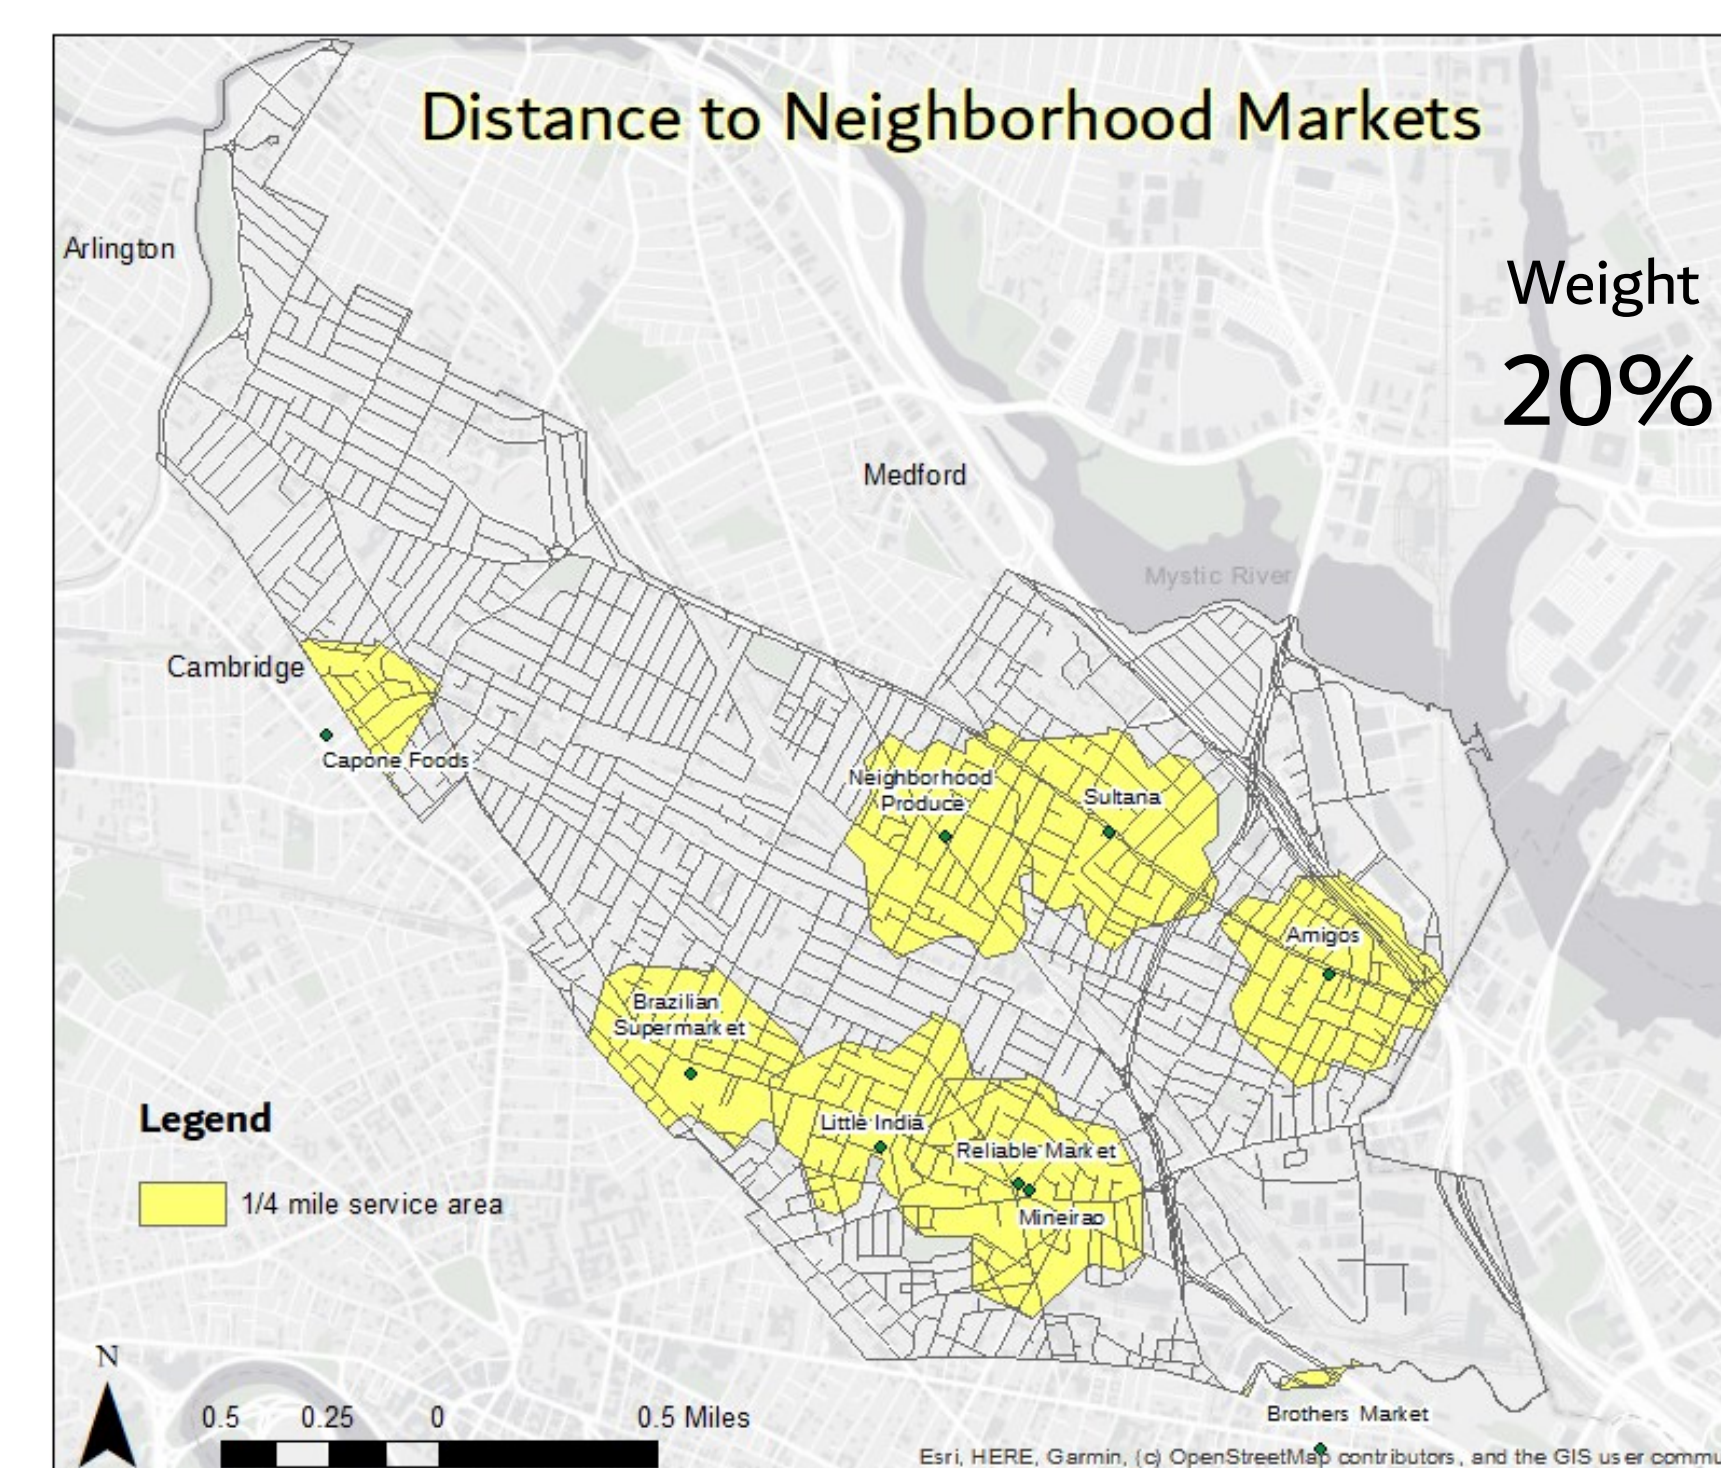 Distance to Neighborhood Markets
Arlington
Weight
20%
Medford
Mystic River
Cambridge
Capone Foods
Neighborhood
Produce
Sultana
Amigos
Brazilian
Supermarket
Little India
Reliable Market
Mineirao
Legend
1/4 mile service area
N
0.5 0.25 0 0.5 Miles
Brothers Market
Esri, HERE, Garmin, (c) OpenStreetMap contributors, and the GIS user commu